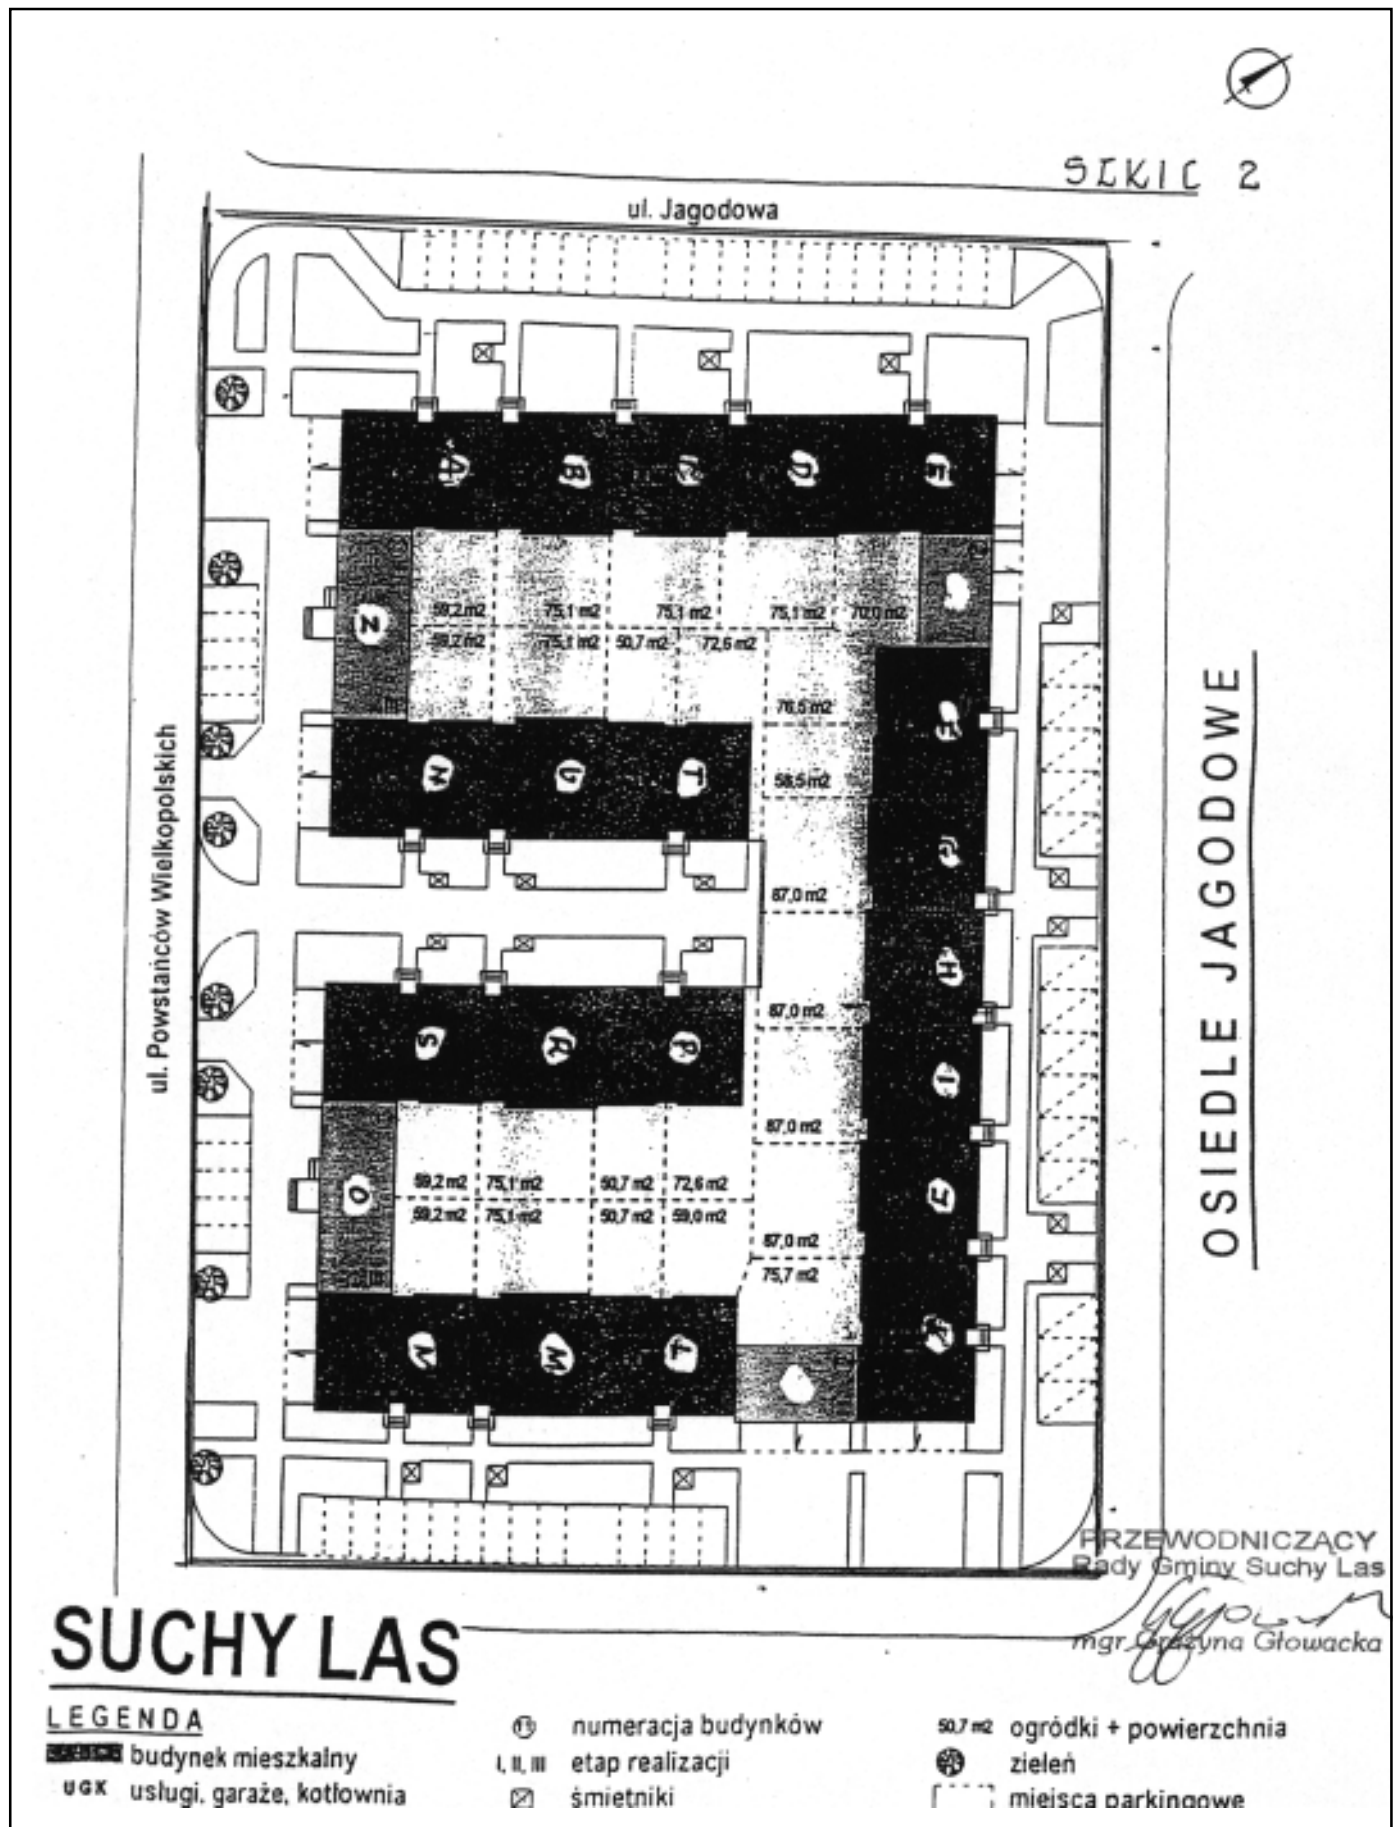 SZKIC 2
ul. Jagodowa
A B D E
59,2 m2 75,1 m2 75,1 m2 75,1 m2 70,0 m2
Z
59,2 m2 75,1 m2 50,7 m2 72,6 m2
76,5 m2
F
58,5 m2
T
G
87,0 m2
H
87,0 m2
S R P
I
87,0 m2
59,2 m2 75,1 m2 50,7 m2 72,6 m2
O
J
59,2 m2 75,1 m2 50,7 m2 59,0 m2
87,0 m2
75,7 m2
K
N M L
ul. Powstańców Wielkopolskich
OSIEDLE JAGODOWE
PRZEWODNICZĄCY
Rady Gminy Suchy Las
mgr Grażyna Głowacka
SUCHY LAS
LEGENDA
budynek mieszkalny
UGK usługi, garaże, kotłownia
numeracja budynków
I, II, III etap realizacji
śmietniki
50,7 m2 ogródki + powierzchnia
zieleń
miejsca parkingowe